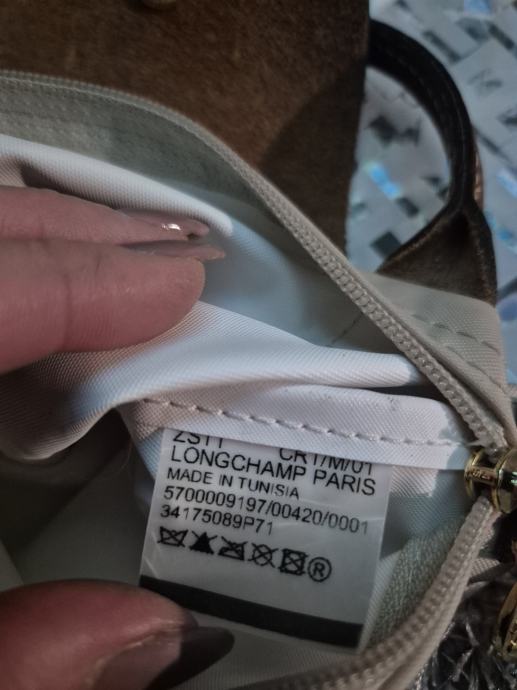 ZS11 CR1/M/01
LONGCHAMP PARIS
MADE IN TUNISIA
5700009197/00420/0001
34175089P71
®